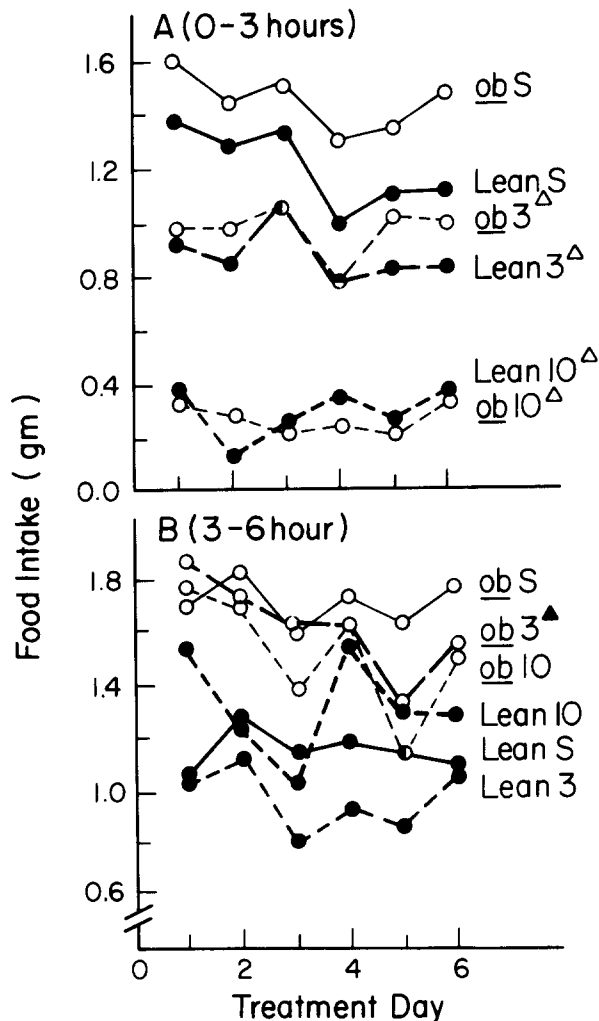 A (0-3 hours)
1.6
1.2
0.8
0.4
0.0
ob S
Lean S
ob 3△
Lean 3△
Lean 10△
ob 10△
Food Intake (gm)
B (3-6 hour)
1.8
1.4
1.0
0.6
ob S
ob 3▲
ob 10
Lean 10
Lean S
Lean 3
0 2 4 6
Treatment Day